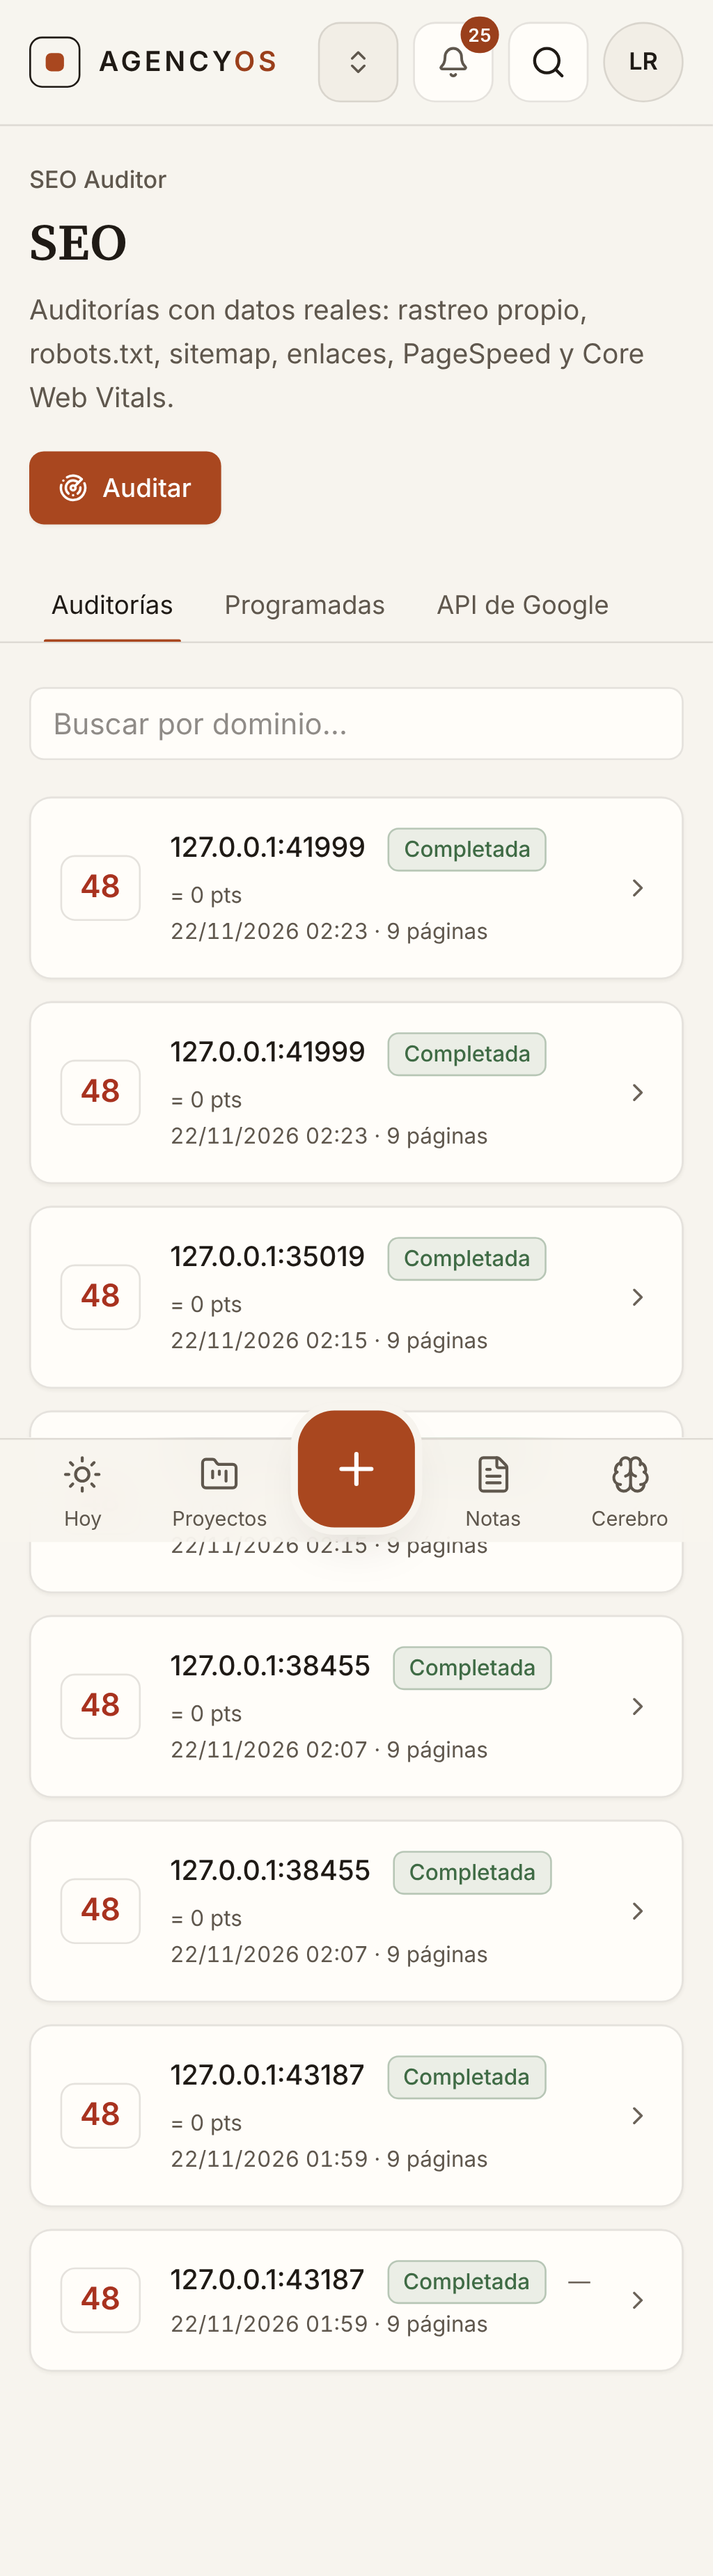 AGENCYOS
25
LR
SEO Auditor
SEO
Auditorías con datos reales: rastreo propio,
robots.txt, sitemap, enlaces, PageSpeed y Core
Web Vitals.
Auditar
Auditorías Programadas API de Google
Buscar por dominio...
48
127.0.0.1:41999 Completada
= 0 pts
22/11/2026 02:23 · 9 páginas
48
127.0.0.1:41999 Completada
= 0 pts
22/11/2026 02:23 · 9 páginas
48
127.0.0.1:35019 Completada
= 0 pts
22/11/2026 02:15 · 9 páginas
Hoy Proyectos Notas Cerebro
22/11/2026 02:15 · 9 páginas
48
127.0.0.1:38455 Completada
= 0 pts
22/11/2026 02:07 · 9 páginas
48
127.0.0.1:38455 Completada
= 0 pts
22/11/2026 02:07 · 9 páginas
48
127.0.0.1:43187 Completada
= 0 pts
22/11/2026 01:59 · 9 páginas
48
127.0.0.1:43187 Completada —
22/11/2026 01:59 · 9 páginas